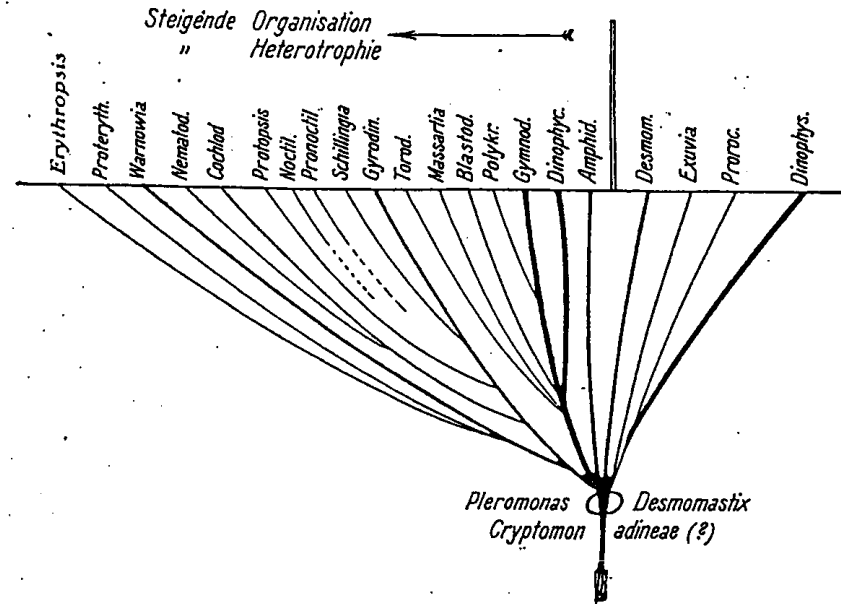 Steigende Organisation
" Heterotrophie
Erythropsis
Proteryth.
Warnowia
Nematod.
Cochlod
Protopsis
Noctil.
Pronoctil.
Schillingia
Gyrodin.
Torod.
Massartia
Blastod.
Polykr.
Gymnod.
Dinophyc.
Amphid.
Desmom.
Exuvia
Proroc.
Dinophys.
Pleromonas Desmomastix
Cryptomon adineae (?)